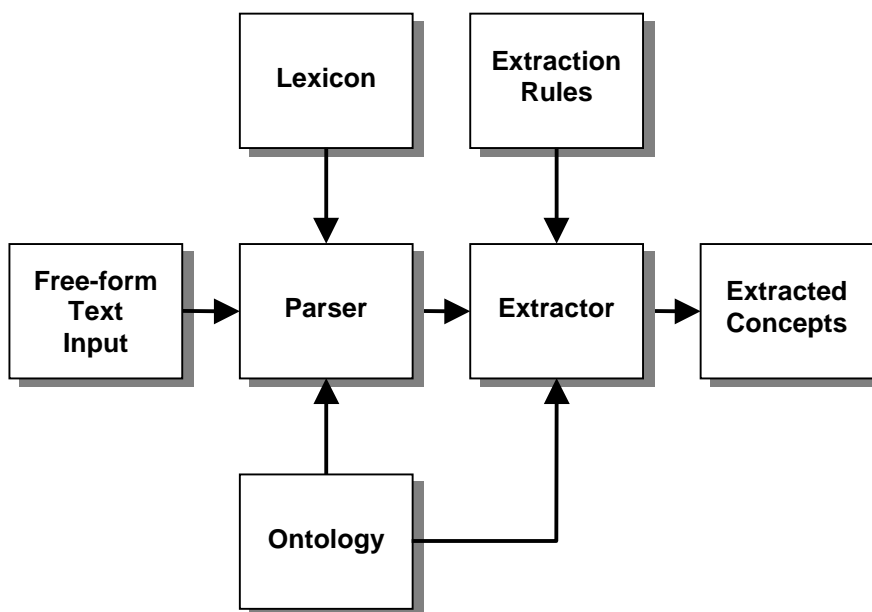 Lexicon
Extraction
Rules
Free-form
Text
Input
Parser
Extractor
Extracted
Concepts
Ontology